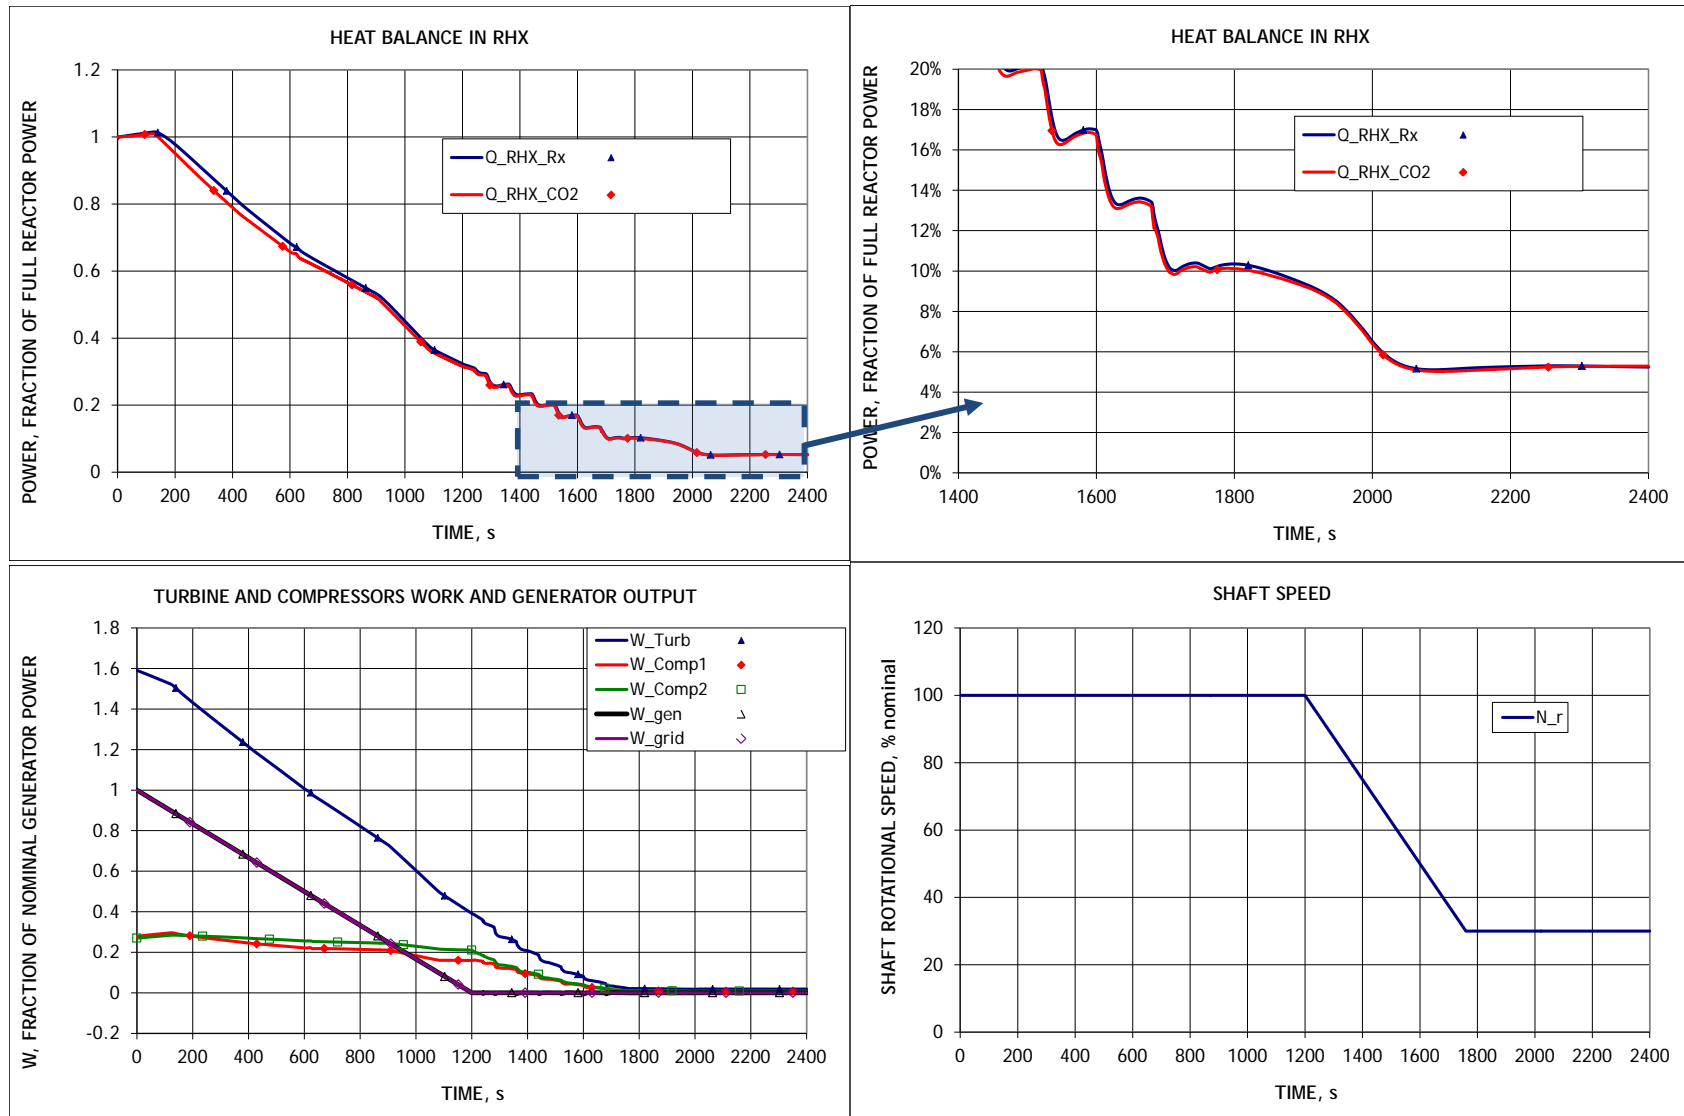 HEAT BALANCE IN RHX
POWER, FRACTION OF FULL REACTOR POWER
1.2
1
0.8
0.6
0.4
0.2
0
0 200 400 600 800 1000 1200 1400 1600 1800 2000 2200 2400
TIME, s
Q_RHX_Rx
Q_RHX_CO2
HEAT BALANCE IN RHX
POWER, FRACTION OF FULL REACTOR POWER
20%
18%
16%
14%
12%
10%
8%
6%
4%
2%
0%
1400 1600 1800 2000 2200 2400
TIME, s
Q_RHX_Rx
Q_RHX_CO2
TURBINE AND COMPRESSORS WORK AND GENERATOR OUTPUT
W, FRACTION OF NOMINAL GENERATOR POWER
1.8
1.6
1.4
1.2
1
0.8
0.6
0.4
0.2
0
-0.2
0 200 400 600 800 1000 1200 1400 1600 1800 2000 2200 2400
TIME, s
W_Turb
W_Comp1
W_Comp2
W_gen
W_grid
SHAFT SPEED
SHAFT ROTATIONAL SPEED, % nominal
120
100
80
60
40
20
0
0 200 400 600 800 1000 1200 1400 1600 1800 2000 2200 2400
TIME, s
N_r